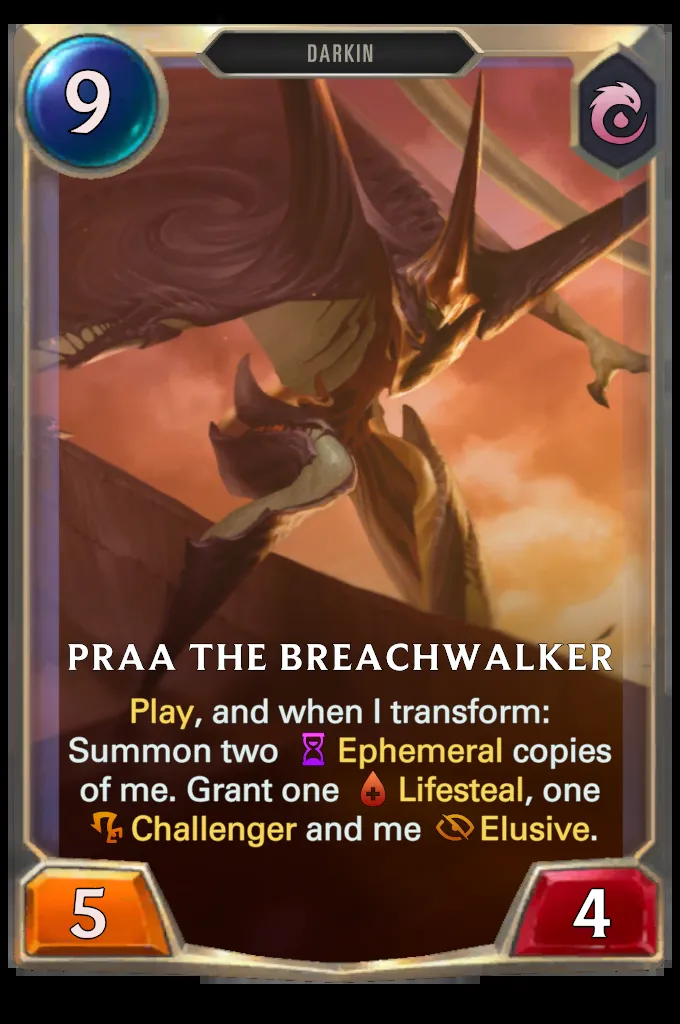 DARKIN
9
PRAA THE BREACHWALKER
Play, and when I transform:
Summon two Ephemeral copies
of me. Grant one Lifesteal, one
Challenger and me Elusive.
5
4